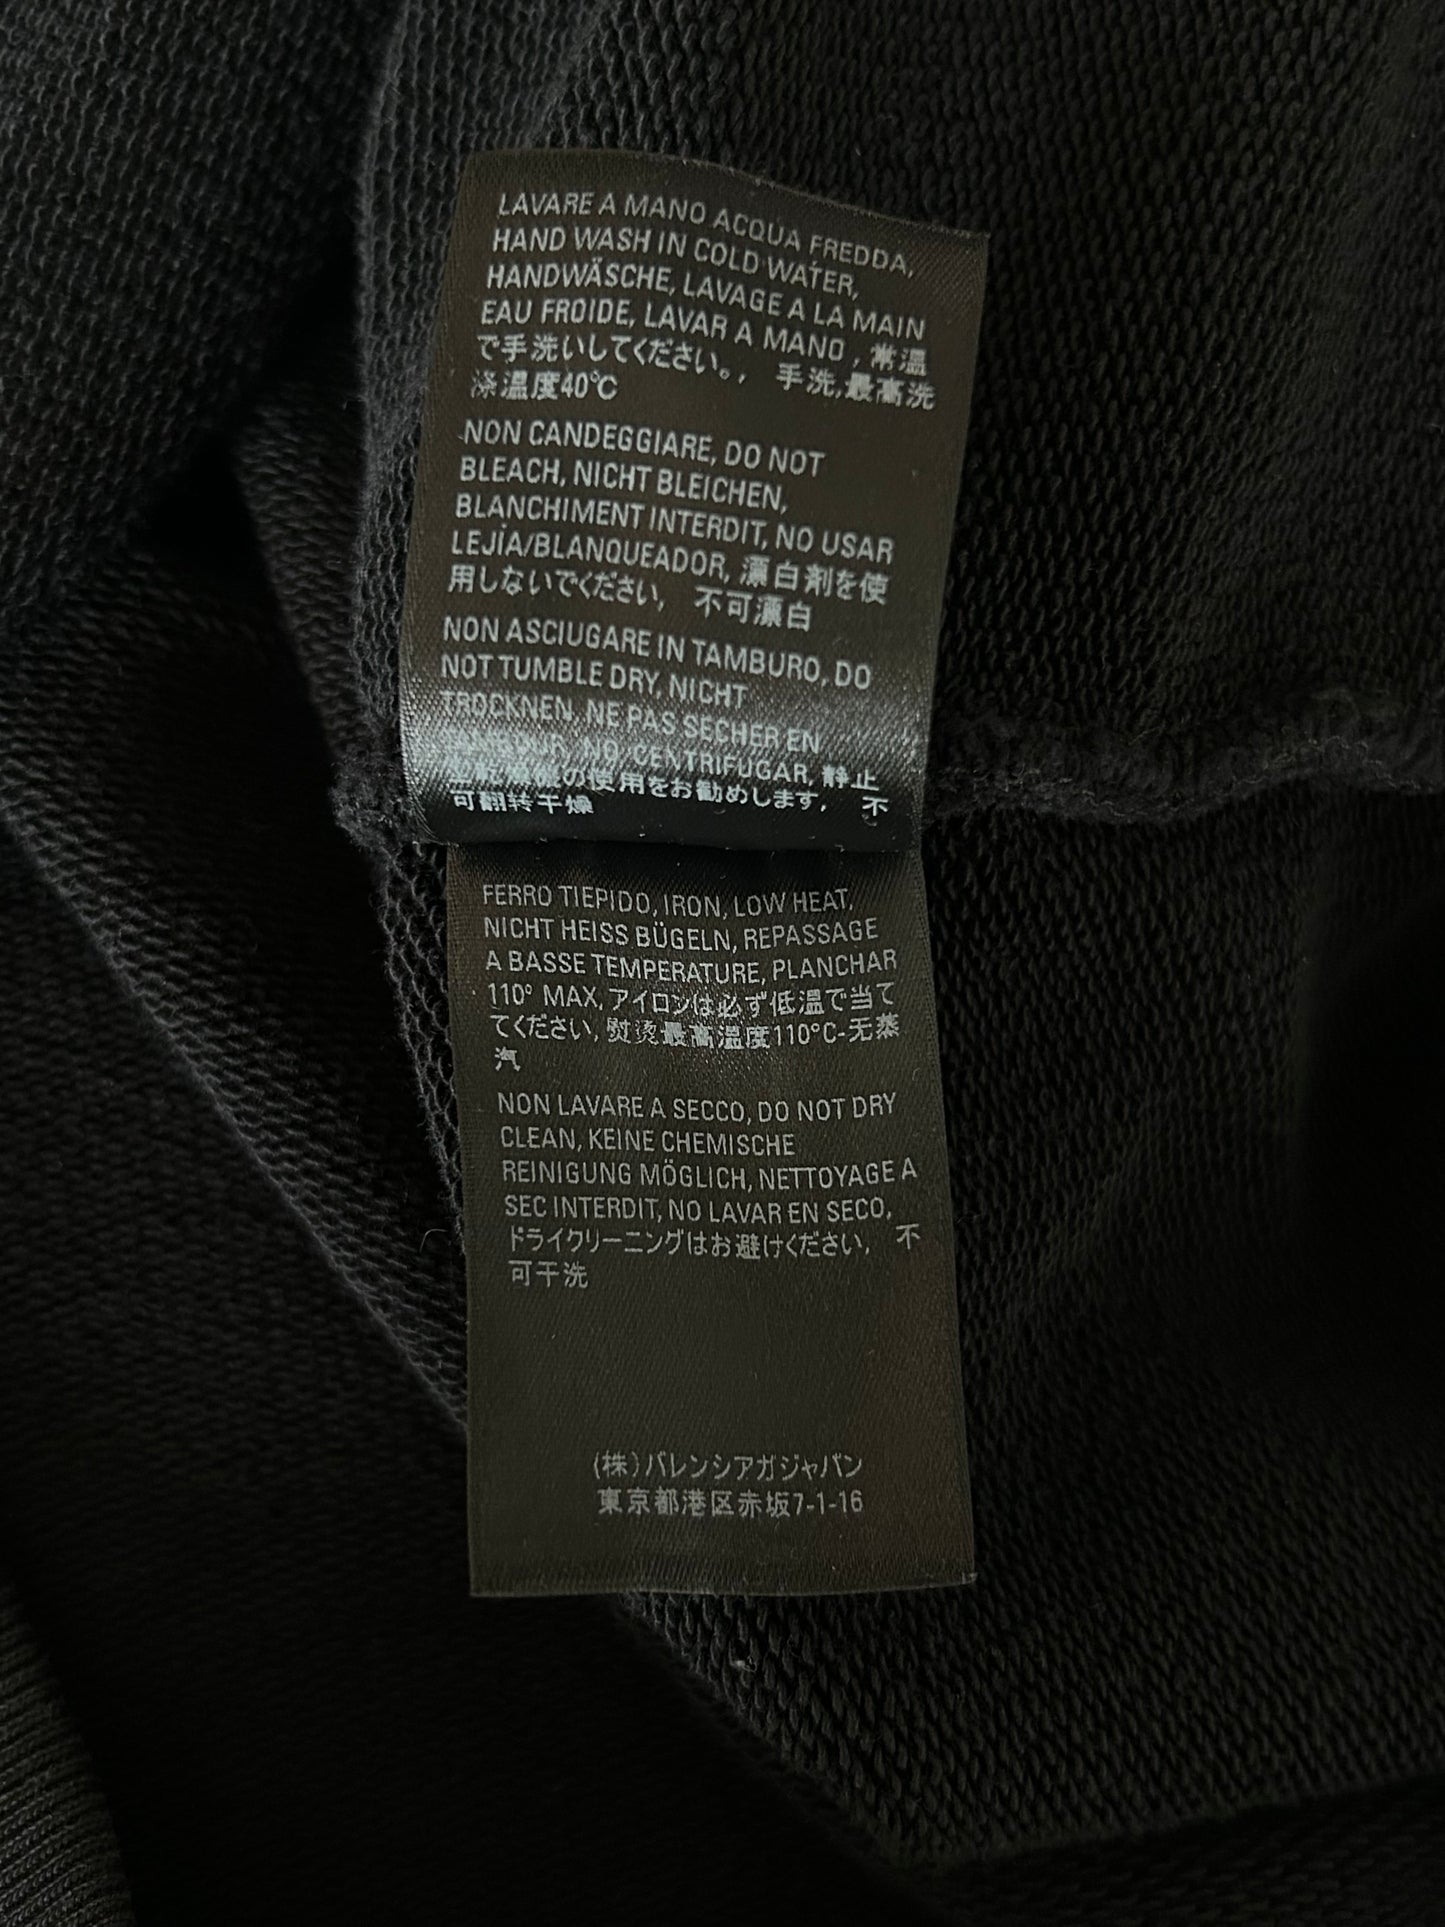 LAVARE A MANO ACQUA FREDDA,
HAND WASH IN COLD WATER,
HANDWÄSCHE, LAVAGE A LA MAIN
EAU FROIDE, LAVAR A MANO , 常温
で手洗いしてください。, 手洗,最高洗
涤温度40°C
NON CANDEGGIARE, DO NOT
BLEACH, NICHT BLEICHEN,
BLANCHIMENT INTERDIT, NO USAR
LEJÍA/BLANQUEADOR,漂白剤を使
用しないでください, 不可漂白
NON ASCIUGARE IN TAMBURO, DO
NOT TUMBLE DRY, NICHT
TROCKNEN, NE PAS SECHER EN
NO CENTRIFUGAR, 静止
の使用をお勧めします, 不
可翻转干燥
FERRO TIEPIDO, IRON, LOW HEAT,
NICHT HEISS BÜGELN, REPASSAGE
A BASSE TEMPERATURE, PLANCHAR
110° MAX, アイロンは必ず低温で当て
てください, 熨烫最高温度110°C-无蒸
汽
NON LAVARE A SECCO, DO NOT DRY
CLEAN, KEINE CHEMISCHE
REINIGUNG MÖGLICH, NETTOYAGE A
SEC INTERDIT, NO LAVAR EN SECO,
ドライクリーニングはお避けください, 不
可干洗
(株)バレンシアガジャパン
東京都港区赤坂7-1-16